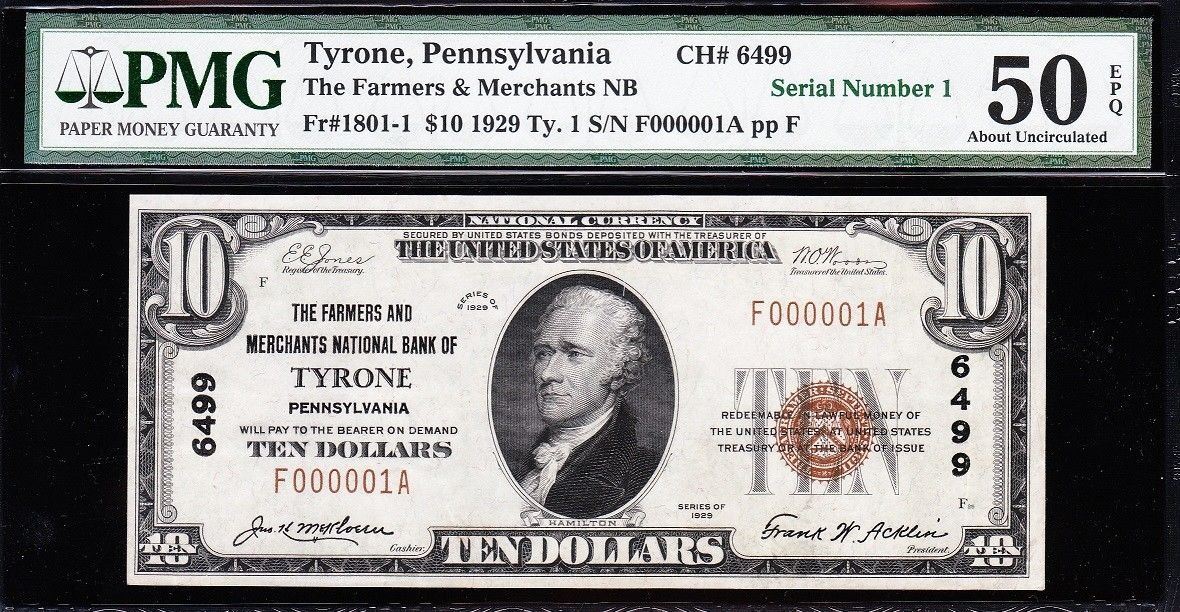 PMG
PAPER MONEY GUARANTY
Tyrone, Pennsylvania CH# 6499
The Farmers & Merchants NB Serial Number 1
Fr#1801-1 $10 1929 Ty. 1 S/N F000001A pp F
50
EPQ
About Uncirculated
NATIONAL CURRENCY
SECURED BY UNITED STATES BONDS DEPOSITED WITH THE TREASURER OF
THE UNITED STATES OF AMERICA
10
10
E.E. Jones
Register of the Treasury.
W.O. Woods
Treasurer of the United States.
F
SERIES OF
1929
THE FARMERS AND
MERCHANTS NATIONAL BANK OF
TYRONE
PENNSYLVANIA
WILL PAY TO THE BEARER ON DEMAND
TEN DOLLARS
F000001A
6499
F000001A
6499
TEN
REDEEMABLE IN LAWFUL MONEY OF
THE UNITED STATES AT UNITED STATES
TREASURY OR AT THE BANK OF ISSUE
SERIES OF
1929
F
HAMILTON
Cashier.
Frank W. Acklin
President.
10
TEN
TEN DOLLARS
10
TEN